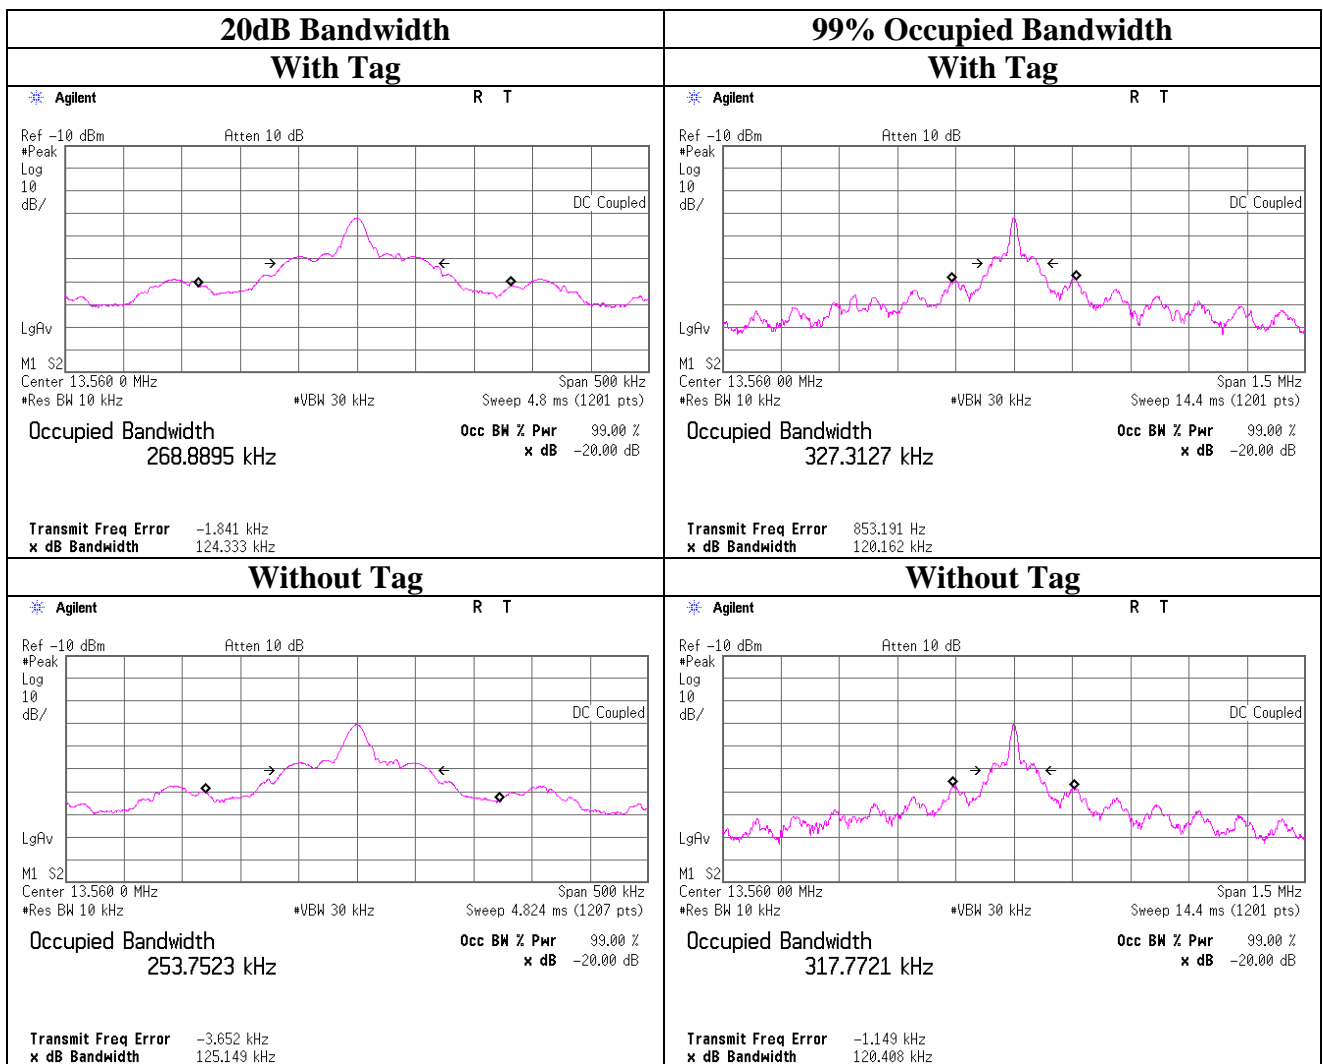 20dB Bandwidth
99% Occupied Bandwidth
With Tag
With Tag
Agilent
R T
Ref -10 dBm
Atten 10 dB
#Peak
Log
10
dB/
DC Coupled
LgAv
M1 S2
Center 13.560 0 MHz
Span 500 kHz
#Res BW 10 kHz
#VBW 30 kHz
Sweep 4.8 ms (1201 pts)
Occupied Bandwidth
268.8895 kHz
Occ BW % Pwr 99.00 %
x dB -20.00 dB
Transmit Freq Error -1.841 kHz
x dB Bandwidth 124.333 kHz
Agilent
R T
Ref -10 dBm
Atten 10 dB
#Peak
Log
10
dB/
DC Coupled
LgAv
M1 S2
Center 13.560 00 MHz
Span 1.5 MHz
#Res BW 10 kHz
#VBW 30 kHz
Sweep 14.4 ms (1201 pts)
Occupied Bandwidth
327.3127 kHz
Occ BW % Pwr 99.00 %
x dB -20.00 dB
Transmit Freq Error 853.191 Hz
x dB Bandwidth 120.162 kHz
Without Tag
Without Tag
Agilent
R T
Ref -10 dBm
Atten 10 dB
#Peak
Log
10
dB/
DC Coupled
LgAv
M1 S2
Center 13.560 0 MHz
Span 500 kHz
#Res BW 10 kHz
#VBW 30 kHz
Sweep 4.824 ms (1207 pts)
Occupied Bandwidth
253.7523 kHz
Occ BW % Pwr 99.00 %
x dB -20.00 dB
Transmit Freq Error -3.652 kHz
x dB Bandwidth 125.149 kHz
Agilent
R T
Ref -10 dBm
Atten 10 dB
#Peak
Log
10
dB/
DC Coupled
LgAv
M1 S2
Center 13.560 00 MHz
Span 1.5 MHz
#Res BW 10 kHz
#VBW 30 kHz
Sweep 14.4 ms (1201 pts)
Occupied Bandwidth
317.7721 kHz
Occ BW % Pwr 99.00 %
x dB -20.00 dB
Transmit Freq Error -1.149 kHz
x dB Bandwidth 120.408 kHz